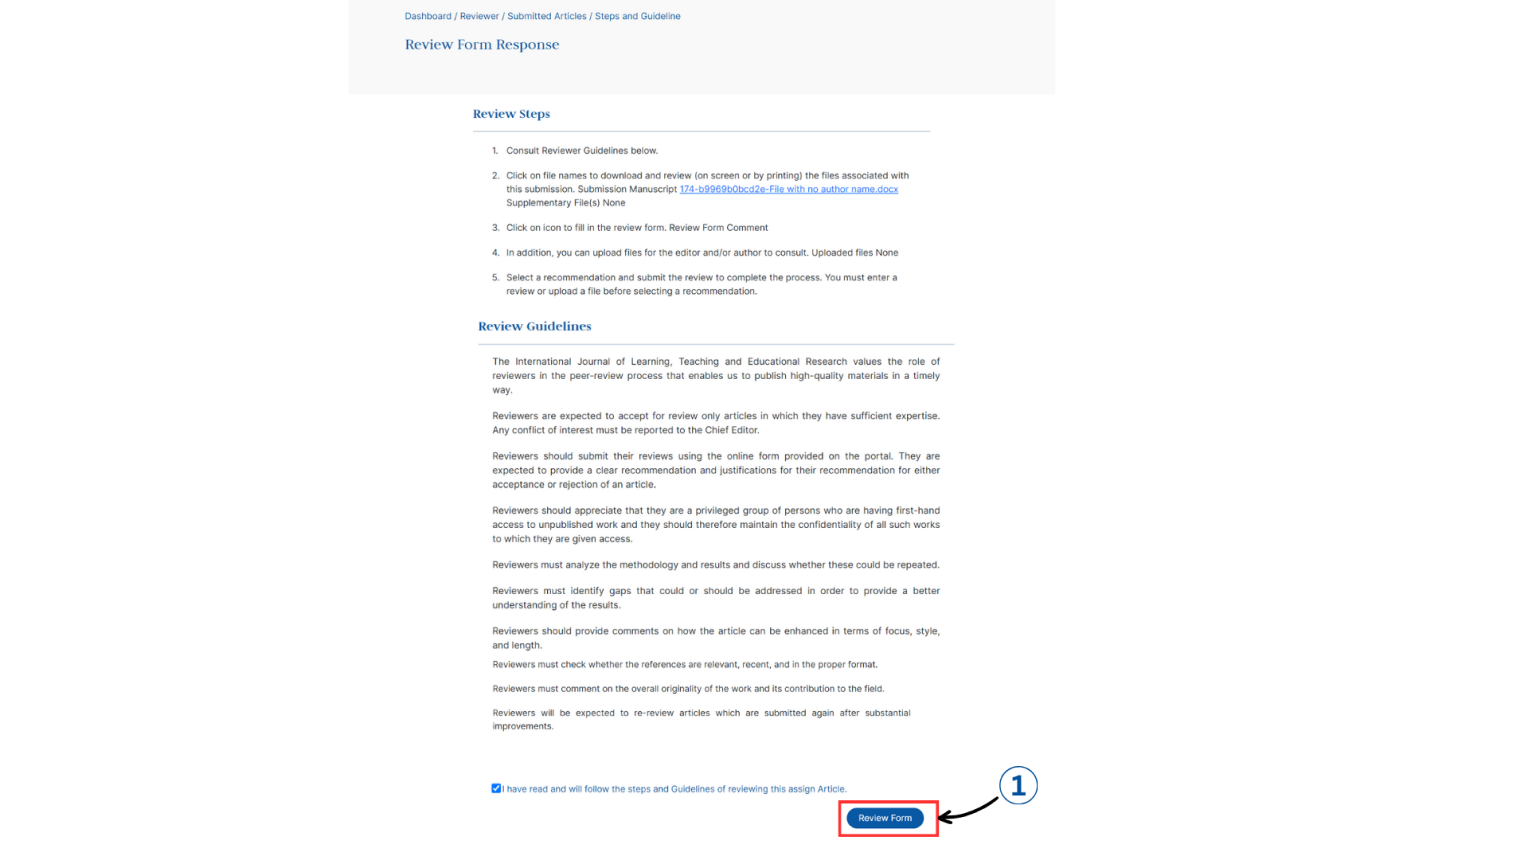 Dashboard / Reviewer / Submitted Articles / Steps and Guideline
Review Form Response
Review Steps
1. Consult Reviewer Guidelines below.
2. Click on file names to download and review (on screen or by printing) the files associated with
this submission. Submission Manuscript 174-b9969b0bcd2e-File with no author name.docx
Supplementary File(s) None
3. Click on icon to fill in the review form. Review Form Comment
4. In addition, you can upload files for the editor and/or author to consult. Uploaded files None
5. Select a recommendation and submit the review to complete the process. You must enter a
review or upload a file before selecting a recommendation.
Review Guidelines
The International Journal of Learning, Teaching and Educational Research values the role of
reviewers in the peer-review process that enables us to publish high-quality materials in a timely
way.
Reviewers are expected to accept for review only articles in which they have sufficient expertise.
Any conflict of interest must be reported to the Chief Editor.
Reviewers should submit their reviews using the online form provided on the portal. They are
expected to provide a clear recommendation and justifications for their recommendation for either
acceptance or rejection of an article.
Reviewers should appreciate that they are a privileged group of persons who are having first-hand
access to unpublished work and they should therefore maintain the confidentiality of all such works
to which they are given access.
Reviewers must analyze the methodology and results and discuss whether these could be repeated.
Reviewers must identify gaps that could or should be addressed in order to provide a better
understanding of the results.
Reviewers should provide comments on how the article can be enhanced in terms of focus, style,
and length.
Reviewers must check whether the references are relevant, recent, and in the proper format.
Reviewers must comment on the overall originality of the work and its contribution to the field.
Reviewers will be expected to re-review articles which are submitted again after substantial
improvements.
I have read and will follow the steps and Guidelines of reviewing this assign Article.
1
Review Form